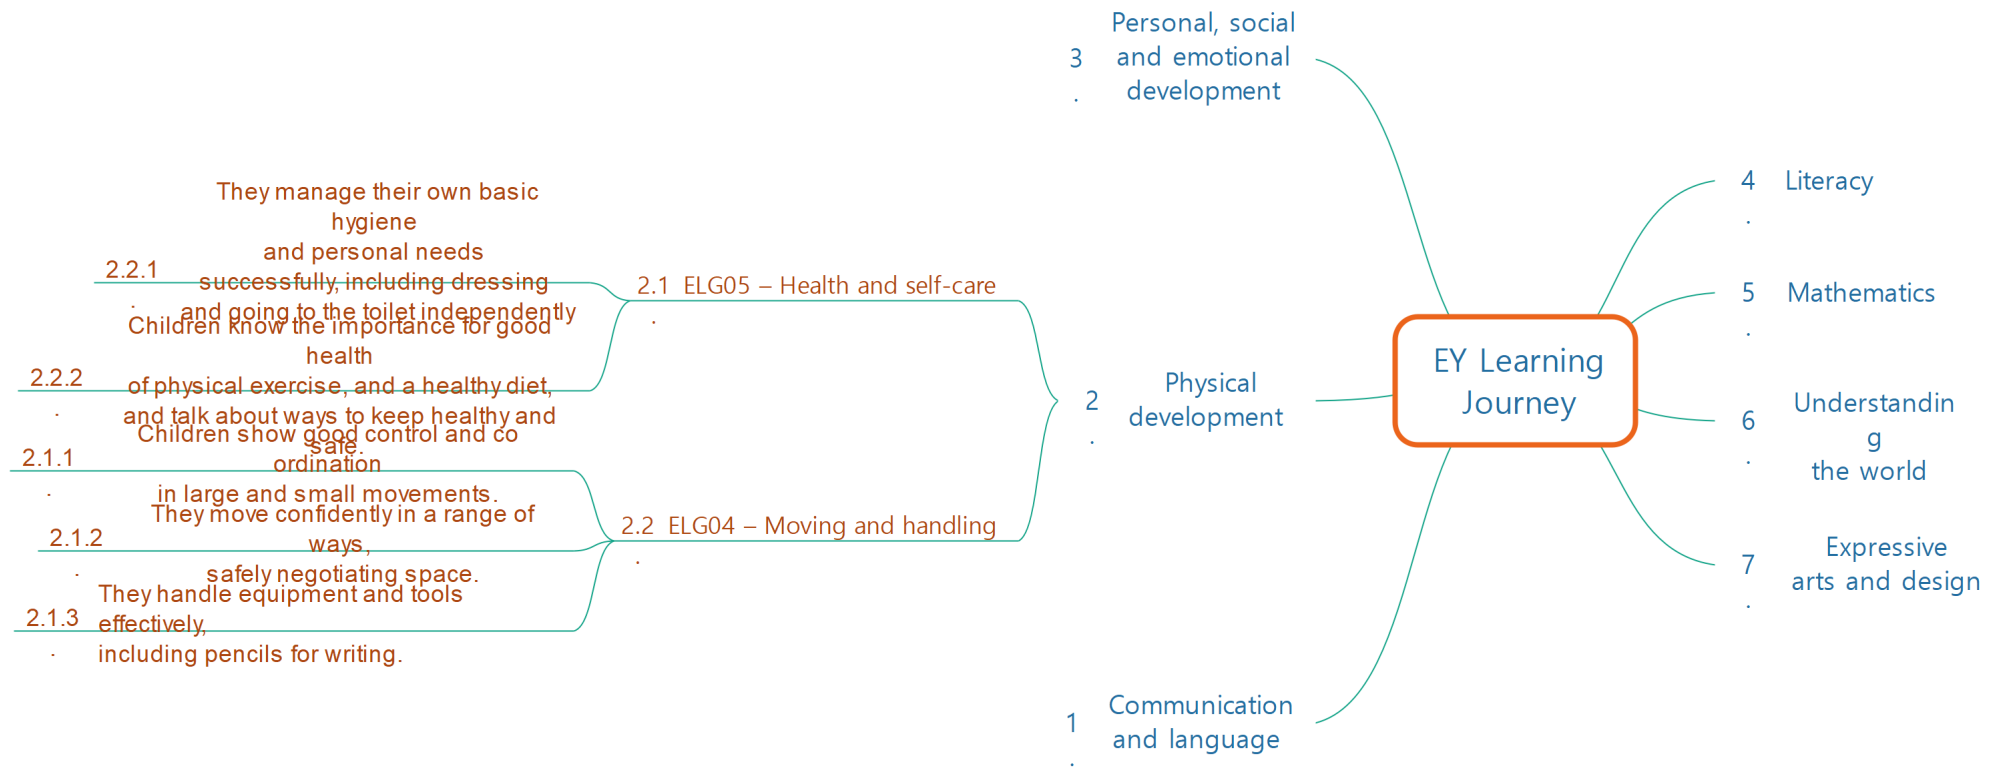 3.
Personal, social
and emotional
development
2.2.1.
They manage their own basic
hygiene
and personal needs
successfully, including dressing
and going to the toilet independently
2.2.2.
Children know the importance for good
health
of physical exercise, and a healthy diet,
and talk about ways to keep healthy and
safe.
2.1. ELG05 – Health and self-care
2.1.1.
Children show good control and co
ordination
in large and small movements.
2.1.2.
They move confidently in a range of
ways,
safely negotiating space.
2.1.3.
They handle equipment and tools
effectively,
including pencils for writing.
2.2. ELG04 – Moving and handling
2.
Physical
development
1.
Communication
and language
EY Learning
Journey
4. Literacy
5. Mathematics
6.
Understandin
g
the world
7.
Expressive
arts and design